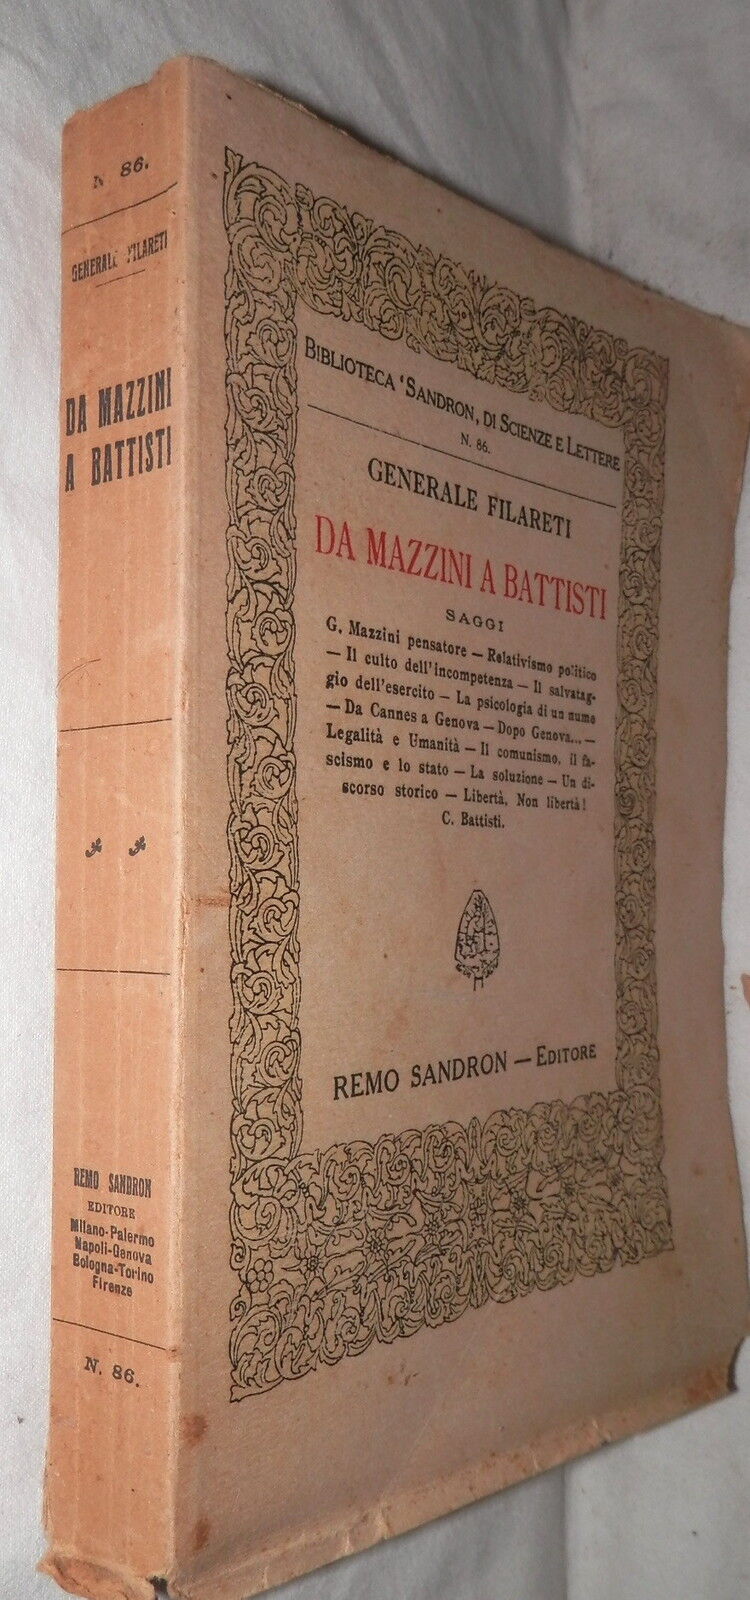 N. 86.
GENERALE FILARETI
DA MAZZINI
A BATTISTI
REMO SANDRON
EDITORE
Milano-Palermo
Napoli-Genova
Bologna-Torino
Firenze
N. 86.
BIBLIOTECA 'SANDRON, DI SCIENZE E LETTERE
N. 86.
GENERALE FILARETI
DA MAZZINI A BATTISTI
SAGGI
G. Mazzini pensatore — Relativismo politico
— Il culto dell'incompetenza — Il salvatag-
gio dell'esercito — La psicologia di un nume
— Da Cannes a Genova — Dopo Genova... —
Legalità e Umanità — Il comunismo, il fa-
scismo e lo stato — La soluzione — Un di-
scorso storico — Libertà, Non libertà!
C. Battisti.
REMO SANDRON — EDITORE